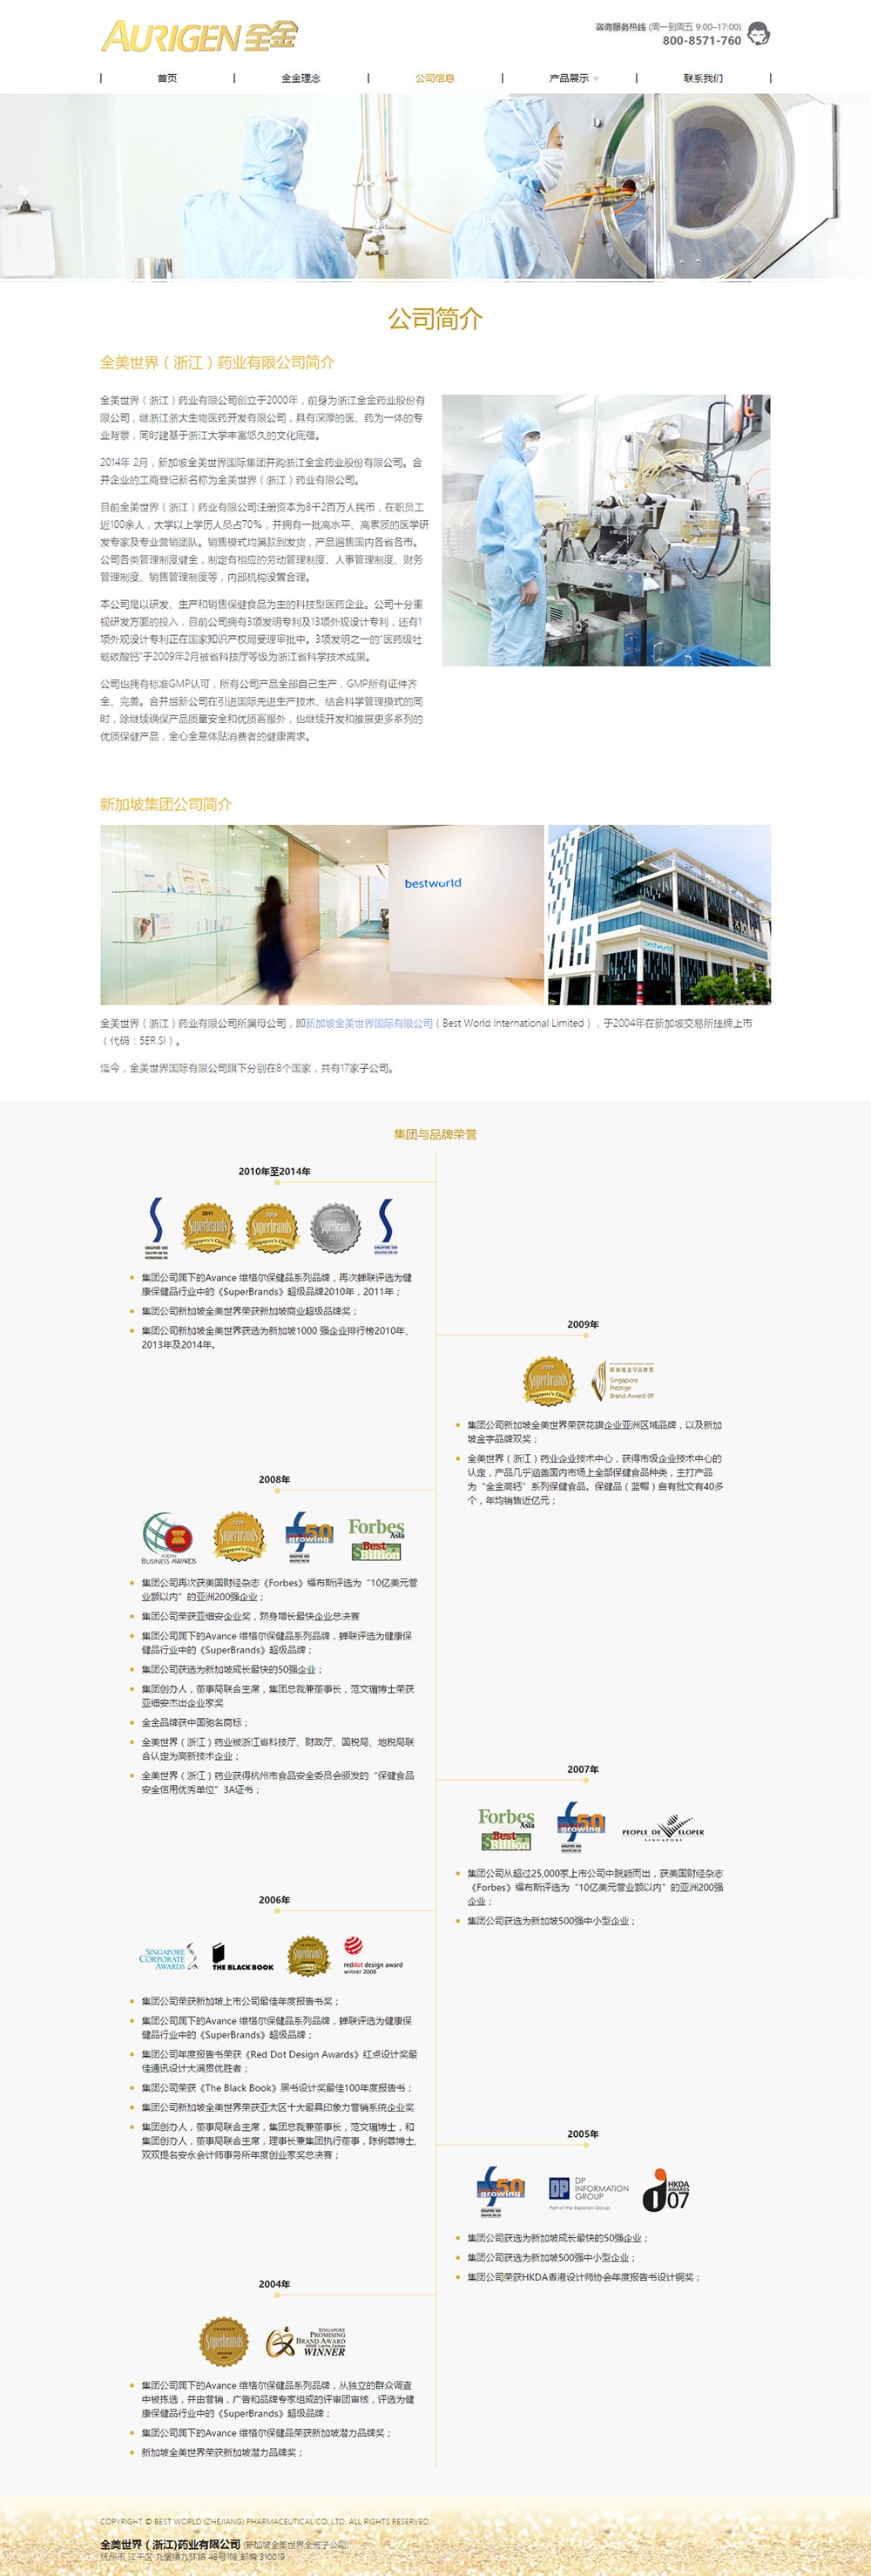 AURIGEN 全金
咨询服务热线 (周一到周五 9:00–17:00)
800-8571-760
首页
全金理念
公司信息
产品展示
联系我们
公司简介
全美世界（浙江）药业有限公司简介
全美世界（浙江）药业有限公司创立于2000年，前身为浙江全金药业股份有
限公司，继浙江浙大生物医药开发有限公司，具有深厚的医、药为一体的专
业背景，同时建基于浙江大学丰富悠久的文化底蕴。
2014年 2月，新加坡全美世界国际集团并购浙江全金药业股份有限公司。合
并企业的工商登记新名称为全美世界（浙江）药业有限公司。
目前全美世界（浙江）药业有限公司注册资本为8千2百万人民币，在职员工
近100余人，大学以上学历人员占70%，并拥有一批高水平、高素质的医学研
发专家及专业营销团队。销售模式均属款到发货，产品遍售国内各省各市。
公司各类管理制度健全，制定有相应的劳动管理制度、人事管理制度、财务
管理制度、销售管理制度等，内部机构设置合理。
本公司是以研发、生产和销售保健食品为主的科技型医药企业。公司十分重
视研发方面的投入，目前公司拥有3项发明专利及13项外观设计专利，还有1
项外观设计专利正在国家知识产权局受理审批中。3项发明之一的“医药级牡
蛎碳酸钙”于2009年2月被省科技厅等级为浙江省科学技术成果。
公司也拥有标准GMP认可，所有公司产品全部自己生产，GMP所有证件齐
全、完善。合并后新公司在引进国际先进生产技术、结合科学管理摸式的同
时，除继续确保产品质量安全和优质客服外，也继续开发和推展更多系列的
优质保健产品，全心全意体贴消费者的健康需求。
新加坡集团公司简介
bestworld
bestworld
全美世界（浙江）药业有限公司所属母公司，即新加坡全美世界国际有限公司（Best World International Limited），于2004年在新加坡交易所挂牌上市
（代码：5ER.SI）。
迄今，全美世界国际有限公司旗下分别在8个国家，共有17家子公司。
集团与品牌荣誉
2010年至2014年
2011
Superbrands
Singapore's Choice
Superbrands
Singapore's Choice
Superbrands
集团公司属下的Avance 维格尔保健品系列品牌，再次蝉联评选为健
康保健品行业中的《SuperBrands》超级品牌2010年，2011年；
集团公司新加坡全美世界荣获新加坡商业超级品牌奖；
集团公司新加坡全美世界获选为新加坡1000 强企业排行榜2010年、
2013年及2014年。
2009年
2009
Superbrands
Singapore's Choice
新加坡金字品牌奖
Singapore
Prestige
Brand Award 09
集团公司新加坡全美世界荣获花旗企业亚洲区域品牌，以及新加
坡金字品牌双奖；
全美世界（浙江）药业企业技术中心，获得市级企业技术中心的
认定，产品几乎涵盖国内市场上全部保健食品种类，主打产品
为“全金高钙”系列保健食品。保健品（蓝帽）自有批文有40多
个，年均销售近亿元；
2008年
ASEAN
BUSINESS AWARDS
Superbrands
Singapore's Choice
50
growing
Forbes
Asia
Best
$Billion
集团公司再次获美国财经杂志《Forbes》福布斯评选为“10亿美元营
业额以内”的亚洲200强企业；
集团公司荣获亚细安企业奖，跻身增长最快企业总决赛
集团公司属下的Avance 维格尔保健品系列品牌，蝉联评选为健康保
健品行业中的《SuperBrands》超级品牌；
集团公司获选为新加坡成长最快的50强企业；
集团创办人，董事局联合主席，集团总裁兼董事长，范文瑂博士荣获
亚细安杰出企业家奖
全金品牌获中国驰名商标；
全美世界（浙江）药业被浙江省科技厅、财政厅、国税局、地税局联
合认定为高新技术企业；
全美世界（浙江）药业获得杭州市食品安全委员会颁发的“保健食品
安全信用优秀单位”3A证书；
2007年
Forbes
Asia
Best
$Billion
50
growing
PEOPLE DEVELOPER
SINGAPORE
集团公司从超过25,000家上市公司中脱颖而出，获美国财经杂志
《Forbes》福布斯评选为“10亿美元营业额以内”的亚洲200强
企业；
集团公司获选为新加坡500强中小型企业；
2006年
SINGAPORE
CORPORATE
AWARDS
THE BLACK BOOK
Superbrands
reddot design award
winner 2006
集团公司荣获新加坡上市公司最佳年度报告书奖；
集团公司属下的Avance 维格尔保健品系列品牌，蝉联评选为健康保
健品行业中的《SuperBrands》超级品牌；
集团公司年度报告书荣获《Red Dot Design Awards》红点设计奖最
佳通讯设计大满贯优胜者；
集团公司荣获《The Black Book》黑书设计奖最佳100年度报告书；
集团公司新加坡全美世界荣获亚太区十大最具印象力营销系统企业奖
集团创办人，董事局联合主席，集团总裁兼董事长，范文瑂博士，和
集团创办人，董事局联合主席，理事长兼集团执行董事，陈俐蓉博士,
双双提名安永会计师事务所年度创业家奖总决赛；
2005年
50
growing
DP
DP
INFORMATION
GROUP
Part of the Experian Group
HKDA
AWARDS
07
集团公司获选为新加坡成长最快的50强企业；
集团公司获选为新加坡500强中小型企业；
集团公司荣获HKDA香港设计师协会年度报告书设计铜奖；
2004年
Superbrands
SINGAPORE
PROMISING
BRAND AWARD
WINNER
集团公司属下的Avance 维格尔保健品系列品牌，从独立的群众调查
中被拣选，并由营销，广告和品牌专家组成的评审团审核，评选为健
康保健品行业中的《SuperBrands》超级品牌；
集团公司属下的Avance 维格尔保健品荣获新加坡潜力品牌奖；
新加坡全美世界荣获新加坡潜力品牌奖；
COPYRIGHT © BEST WORLD (ZHEJIANG) PHARMACEUTICAL CO.,LTD. ALL RIGHTS RESERVED.
全美世界（浙江)药业有限公司 (新加坡全美世界全资子公司)
杭州市 江干区 九堡镇九环路 48号1幢 邮编 310019